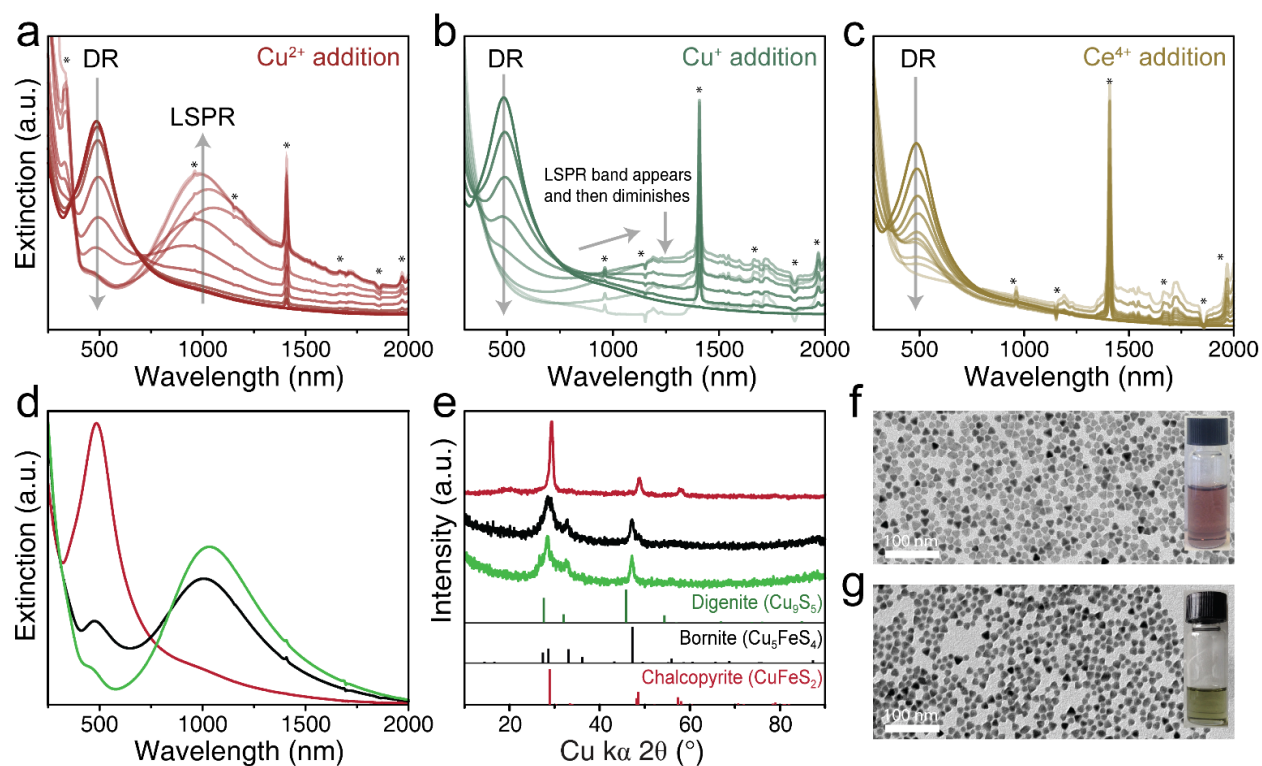 a
DR
Cu²⁺ addition
LSPR
*
*
*
*
*
*
*
Extinction (a.u.)
500
1000
1500
2000
Wavelength (nm)
b
DR
Cu⁺ addition
LSPR band appears
and then diminishes
*
*
*
*
*
*
500
1000
1500
2000
Wavelength (nm)
c
DR
Ce⁴⁺ addition
*
*
*
*
*
*
500
1000
1500
2000
Wavelength (nm)
d
Extinction (a.u.)
500
1000
1500
2000
Wavelength (nm)
e
Intensity (a.u.)
Digenite (Cu₉S₅)
Bornite (Cu₅FeS₄)
Chalcopyrite (CuFeS₂)
20
40
60
80
Cu kα 2θ (°)
f
100 nm
g
100 nm